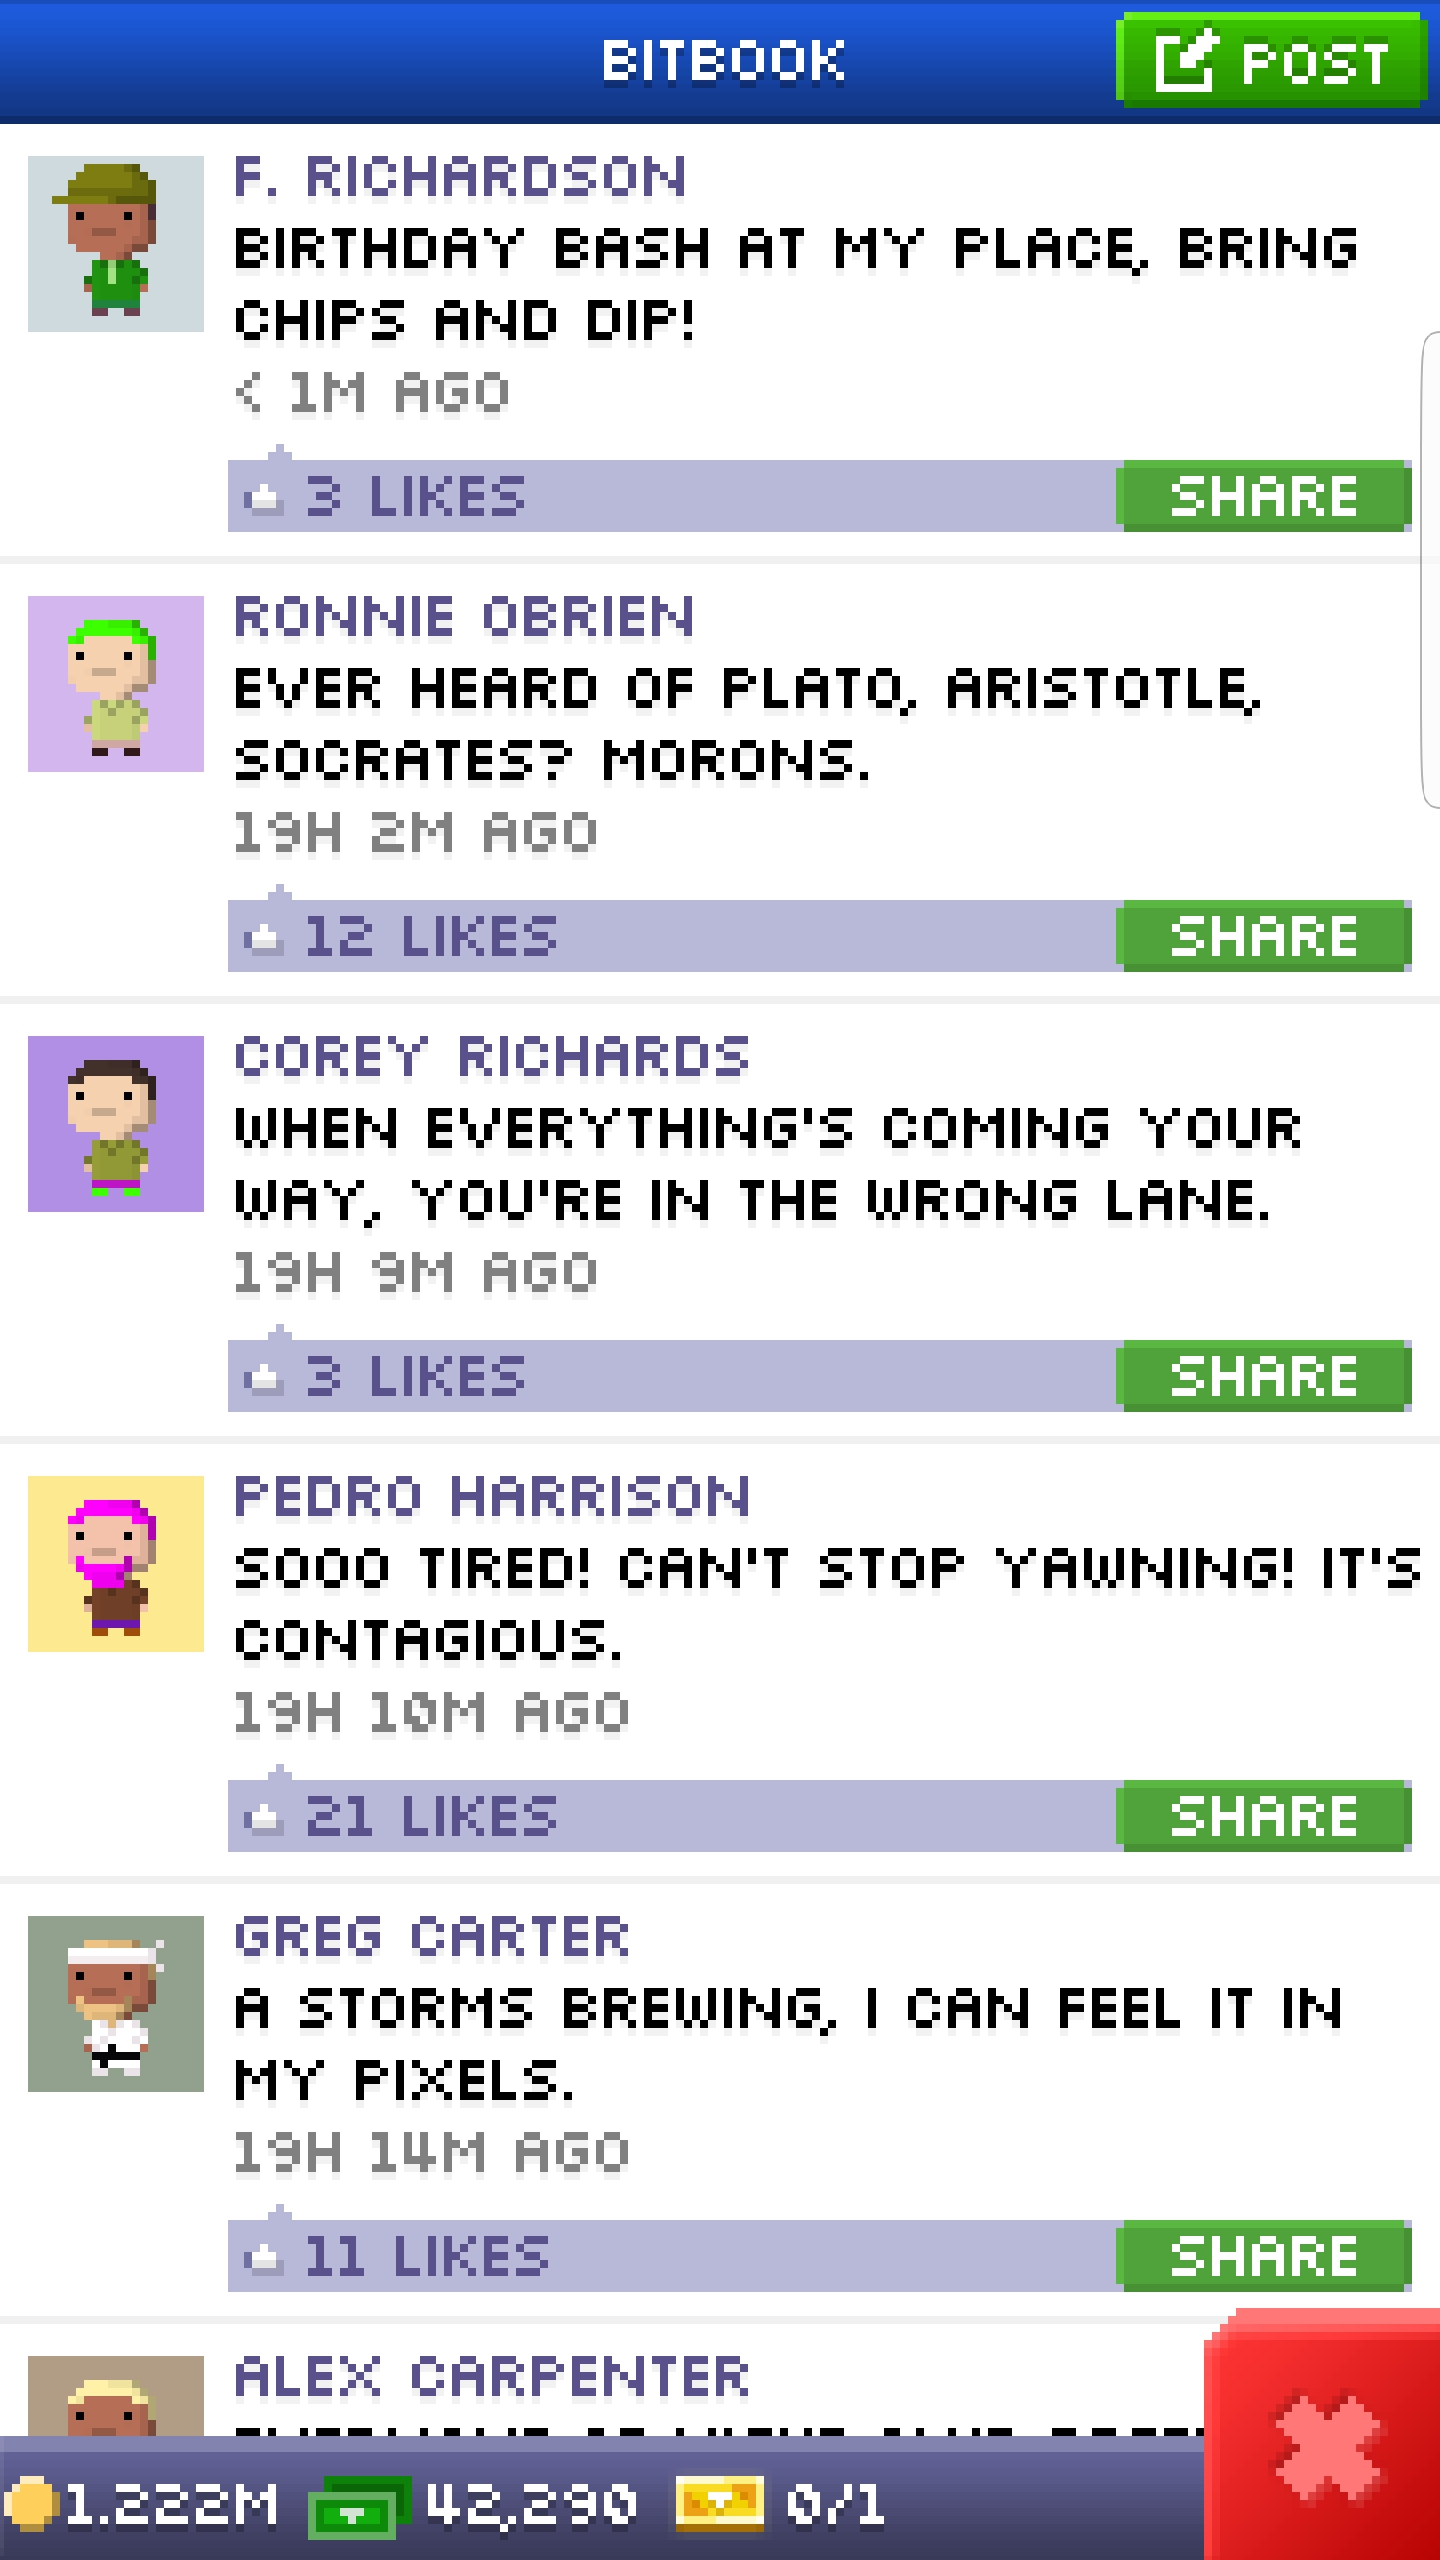 BITBOOK
POST
F. RICHARDSON
BIRTHDAY BASH AT MY PLACE, BRING
CHIPS AND DIP!
< 1M AGO
3 LIKES
SHARE
RONNIE OBRIEN
EVER HEARD OF PLATO, ARISTOTLE,
SOCRATES? MORONS.
19H 2M AGO
12 LIKES
SHARE
COREY RICHARDS
WHEN EVERYTHING'S COMING YOUR
WAY, YOU'RE IN THE WRONG LANE.
19H 9M AGO
3 LIKES
SHARE
PEDRO HARRISON
SOOO TIRED! CAN'T STOP YAWNING! IT'S
CONTAGIOUS.
19H 10M AGO
21 LIKES
SHARE
GREG CARTER
A STORMS BREWING, I CAN FEEL IT IN
MY PIXELS.
19H 14M AGO
11 LIKES
SHARE
ALEX CARPENTER
1.222M 42,290 0/1